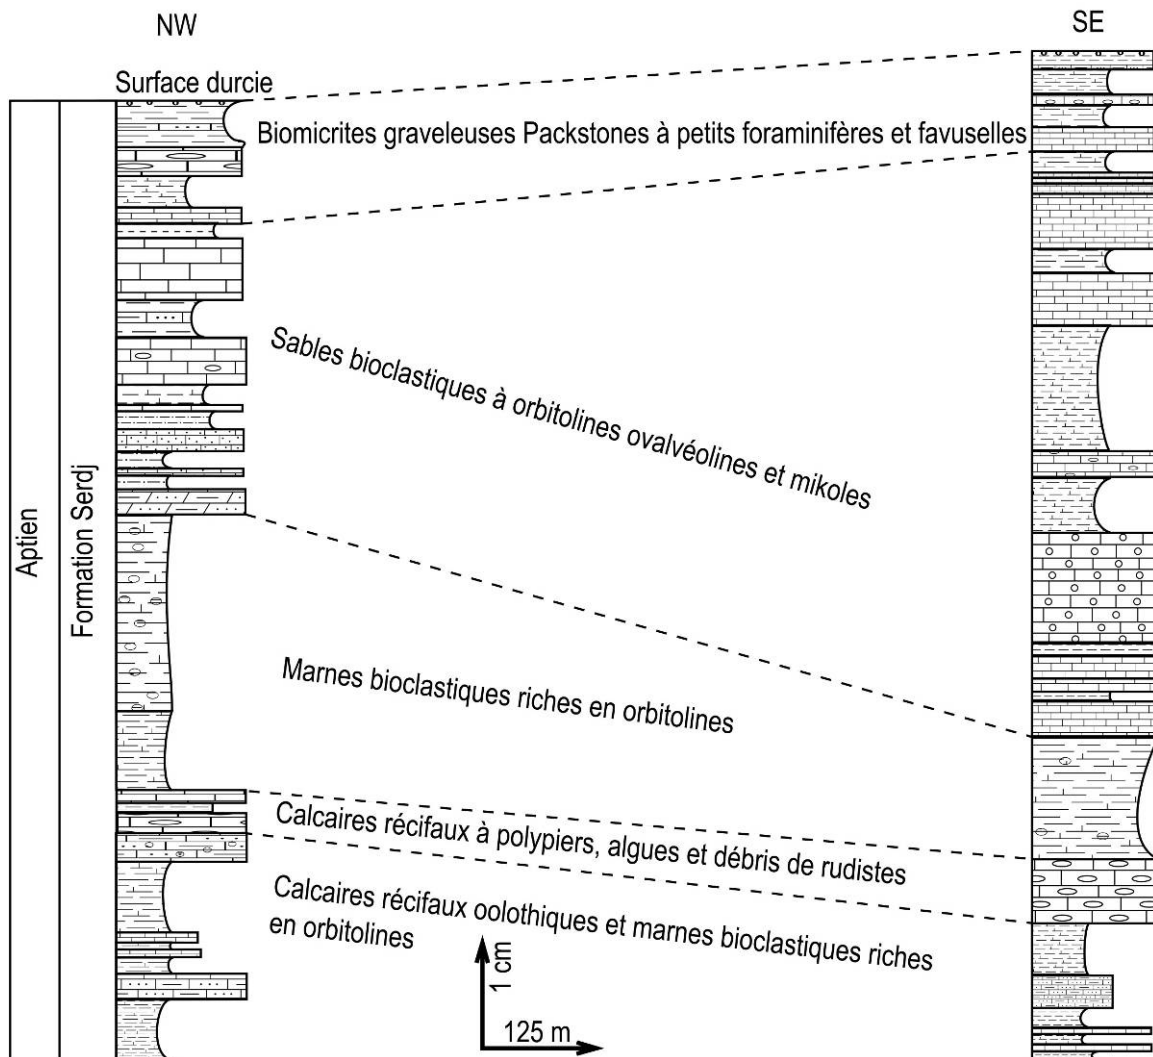 NW
SE
Surface durcie
Biomicrites graveleuses Packstones à petits foraminifères et favuselles
Sables bioclastiques à orbitolines ovalvéolines et mikoles
Aptien
Formation Serdj
Marnes bioclastiques riches en orbitolines
Calcaires récifaux à polypiers, algues et débris de rudistes
Calcaires récifaux oolothiques et marnes bioclastiques riches
en orbitolines
1 cm
125 m